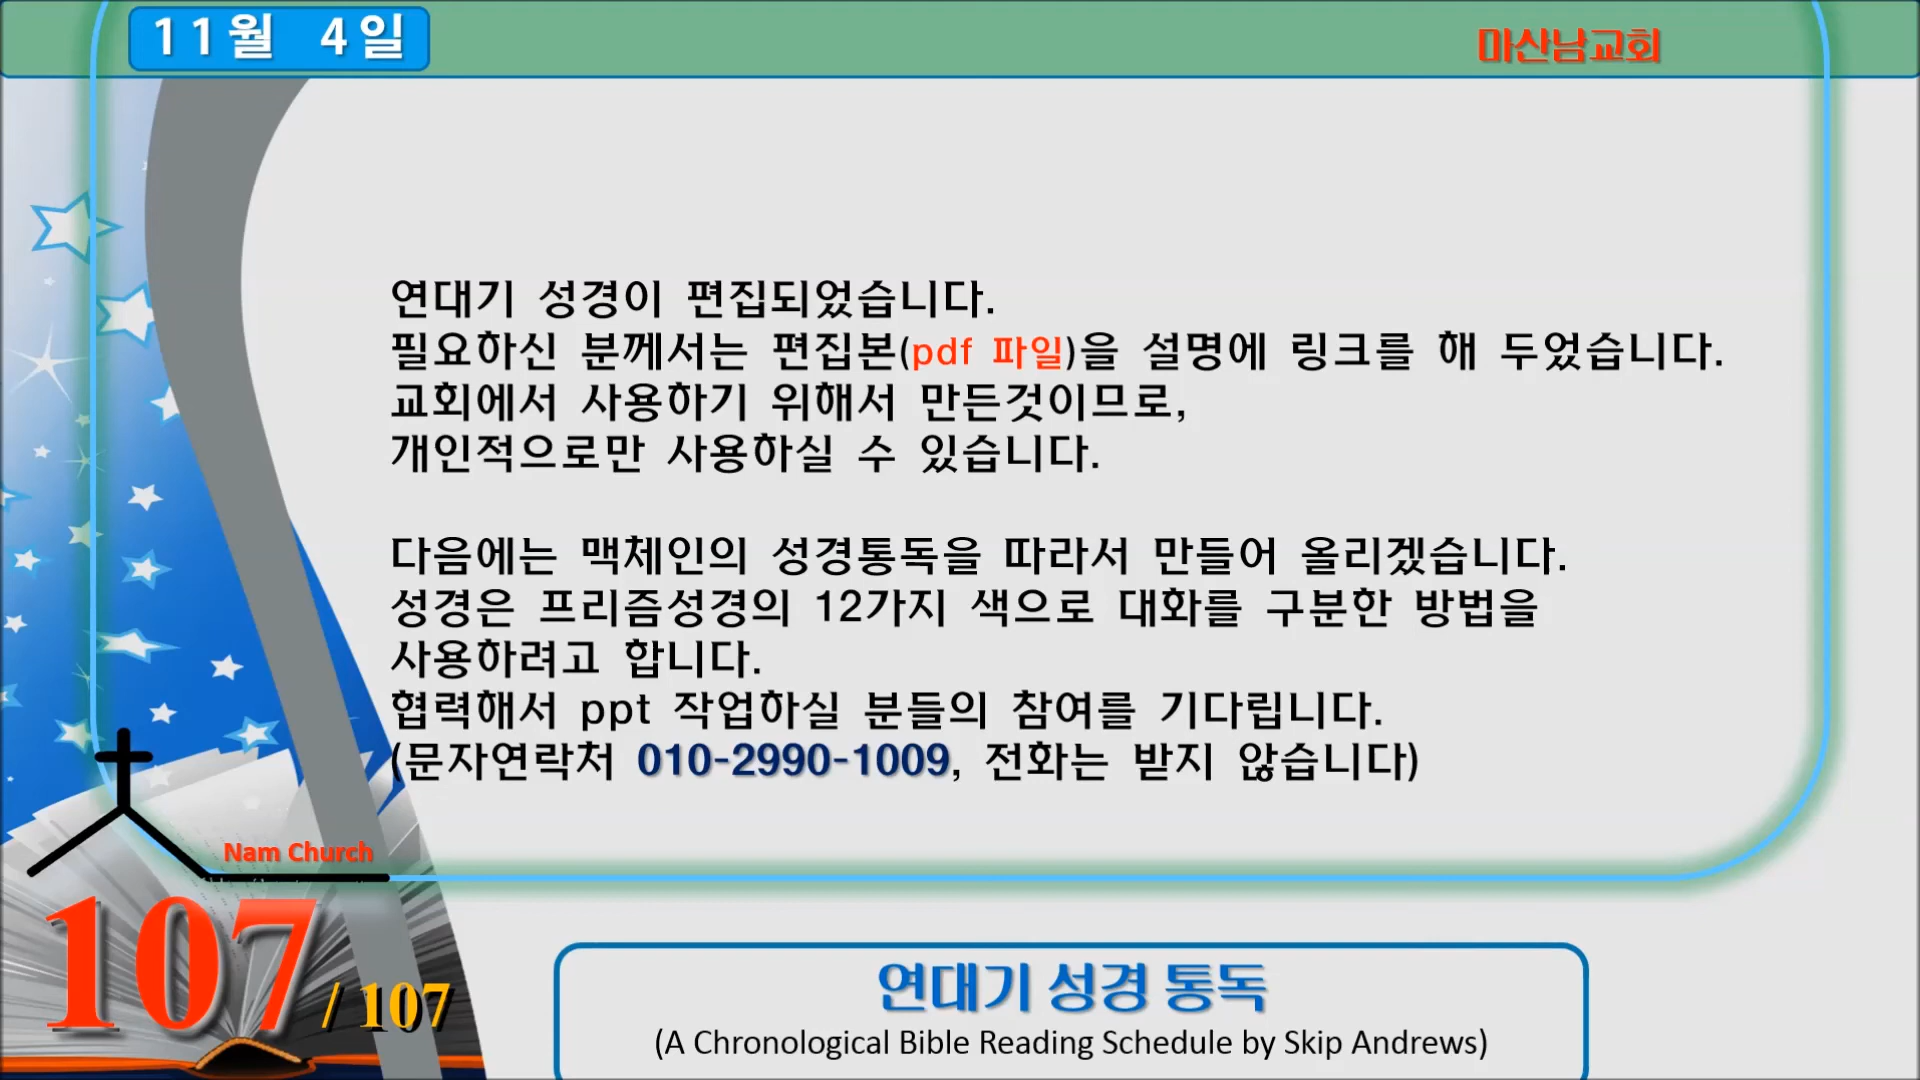 11월 4일
마산남교회
연대기 성경이 편집되었습니다.
필요하신 분께서는 편집본(pdf 파일)을 설명에 링크를 해 두었습니다.
교회에서 사용하기 위해서 만든것이므로,
개인적으로만 사용하실 수 있습니다.
다음에는 맥체인의 성경통독을 따라서 만들어 올리겠습니다.
성경은 프리즘성경의 12가지 색으로 대화를 구분한 방법을
사용하려고 합니다.
협력해서 ppt 작업하실 분들의 참여를 기다립니다.
(문자연락처 010-2990-1009, 전화는 받지 않습니다)
Nam Church
107 / 107
연대기 성경 통독
(A Chronological Bible Reading Schedule by Skip Andrews)